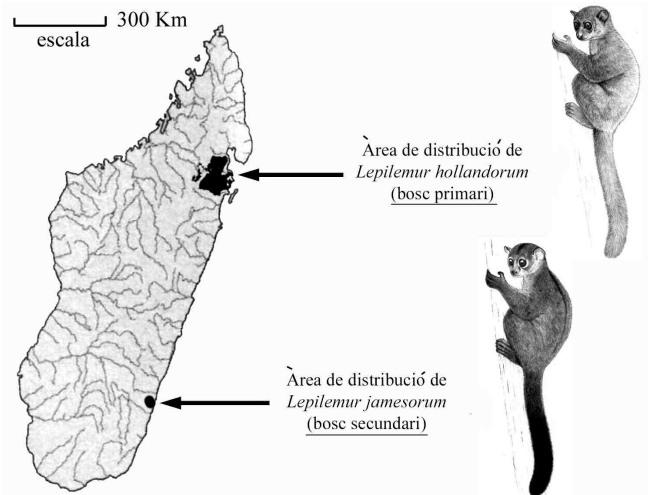 300 Km
escala
Àrea de distribució de
Lepilemur hollandorum
(bosc primari)
Àrea de distribució de
Lepilemur jamesorum
(bosc secundari)